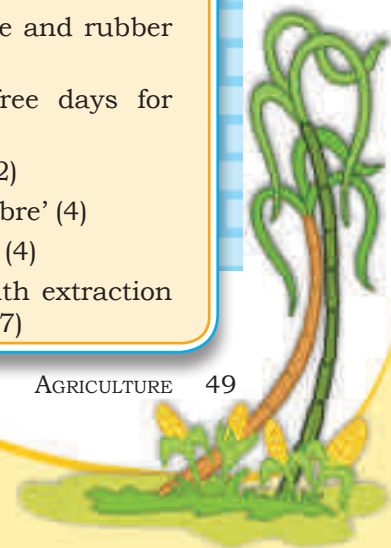 e and rubber
free days for
2)
bre’ (4)
(4)
th extraction
7)
AGRICULTURE 49